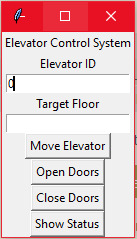 Elevator Control System
Elevator ID
0
Target Floor
Move Elevator
Open Doors
Close Doors
Show Status